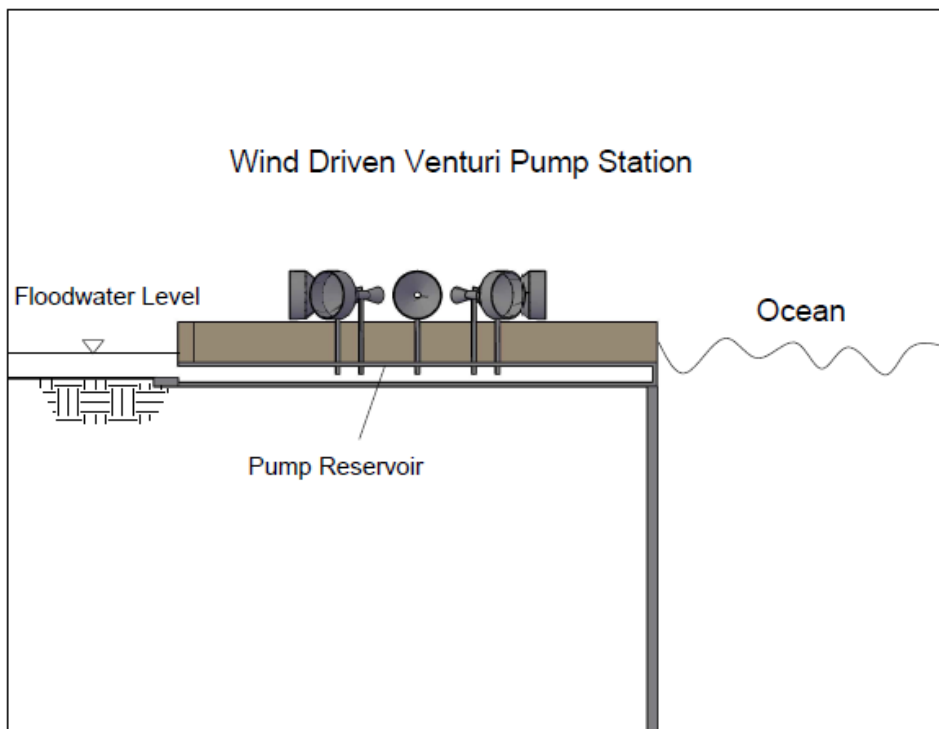 Wind Driven Venturi Pump Station
Floodwater Level
Ocean
Pump Reservoir